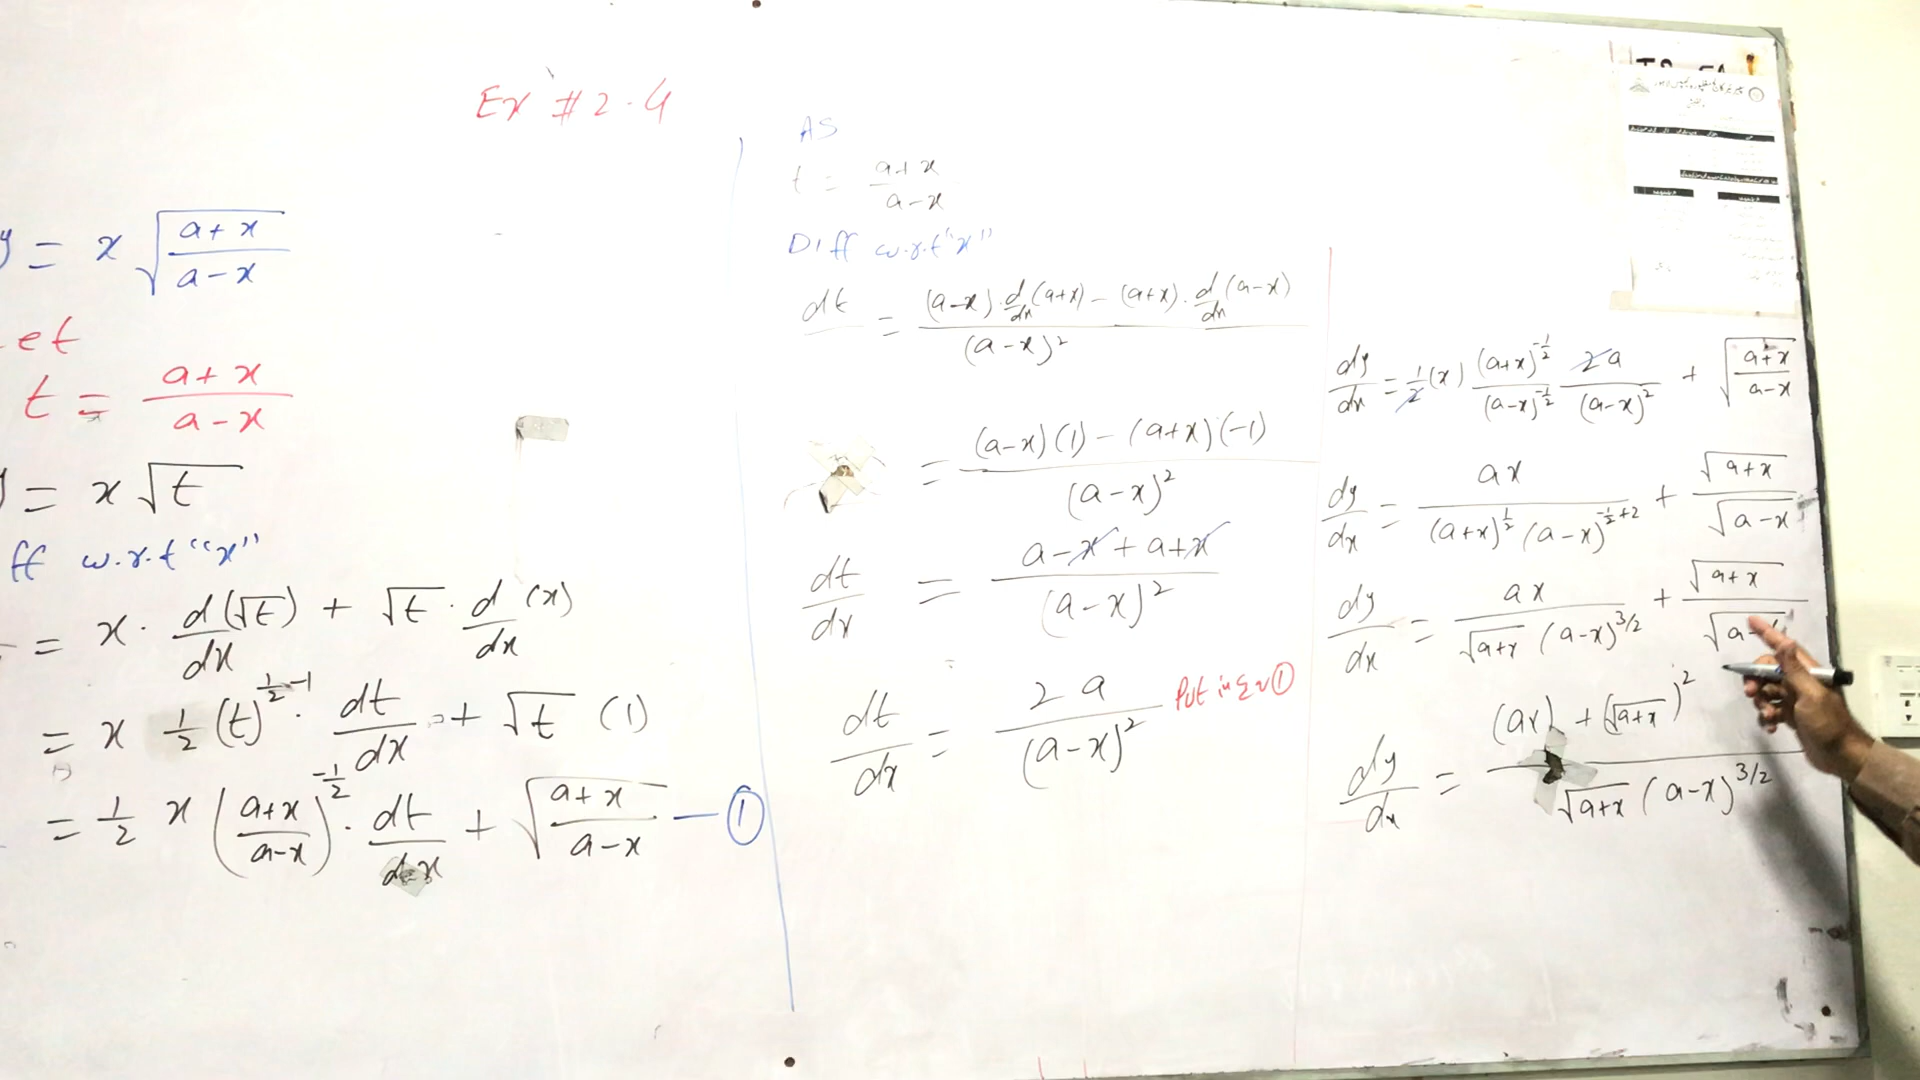 Ex # 2.4
y = x √((a+x)/(a-x))
et
t = (a+x)/(a-x)
= x √t
ff w.r.t "x"
= x · d(√t)/dx + √t · d/dx (x)
= x 1/2 (t)^(1/2-1) · dt/dx + √t (1)
= 1/2 x ((a+x)/(a-x))^(-1/2) · dt/dx + √((a+x)/(a-x)) — ①
AS
t = (a+x)/(a-x)
Diff w.r.t "x"
dt = ((a-x) · d/dx (a+x) - (a+x) · d/dx (a-x))/(a-x)²
= ((a-x)(1) - (a+x)(-1))/(a-x)²
dt/dx = (a-x+a+x)/(a-x)²
dt/dx = 2a/(a-x)² Put in Eq ①
dy/dx = 1/2 (x) (a+x)^(-1/2)/(a-x)^(-1/2) 2a/(a-x)² + √((a+x)/(a-x))
dy/dx = ax/((a+x)^(1/2) (a-x)^(-1/2+2)) + √(a+x)/√(a-x)
dy/dx = ax/(√(a+x) (a-x)^(3/2)) + √(a+x)/√(a-
dy/dx = ((ax) + (√(a+x))²)/(√(a+x) (a-x)^(3/2))